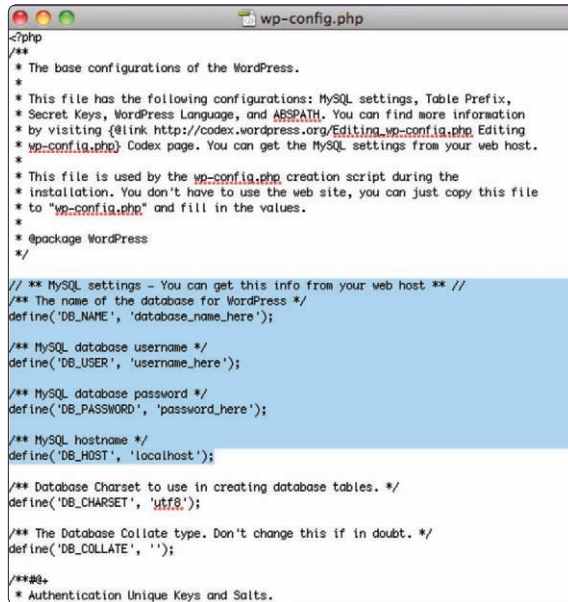 wp-config.php
<?php
/**
 * The base configurations of the WordPress.
 *
 * This file has the following configurations: MySQL settings, Table Prefix,
 * Secret Keys, WordPress Language, and ABSPATH. You can find more information
 * by visiting {@link http://codex.wordpress.org/Editing_wp-config.php Editing
 * wp-config.php} Codex page. You can get the MySQL settings from your web host.
 *
 * This file is used by the wp-config.php creation script during the
 * installation. You don't have to use the web site, you can just copy this file
 * to "wp-config.php" and fill in the values.
 *
 * @package WordPress
 */

// ** MySQL settings - You can get this info from your web host ** //
/** The name of the database for WordPress */
define('DB_NAME', 'database_name_here');

/** MySQL database username */
define('DB_USER', 'username_here');

/** MySQL database password */
define('DB_PASSWORD', 'password_here');

/** MySQL hostname */
define('DB_HOST', 'localhost');

/** Database Charset to use in creating database tables. */
define('DB_CHARSET', 'utf8');

/** The Database Collate type. Don't change this if in doubt. */
define('DB_COLLATE', '');

/**#@+
 * Authentication Unique Keys and Salts.